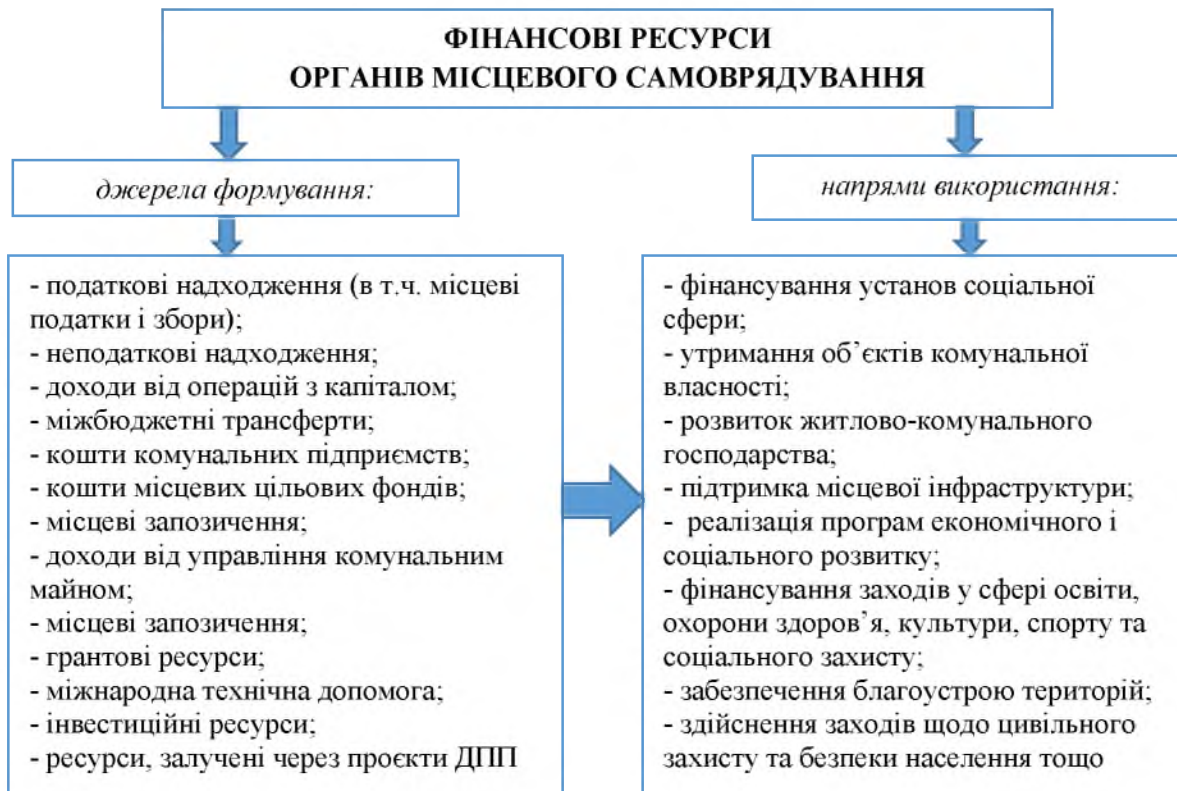 ФІНАНСОВІ РЕСУРСИ
ОРГАНІВ МІСЦЕВОГО САМОВРЯДУВАННЯ
джерела формування:
- податкові надходження (в т.ч. місцеві
податки і збори);
- неподаткові надходження;
- доходи від операцій з капіталом;
- міжбюджетні трансферти;
- кошти комунальних підприємств;
- кошти місцевих цільових фондів;
- місцеві запозичення;
- доходи від управління комунальним
майном;
- місцеві запозичення;
- грантові ресурси;
- міжнародна технічна допомога;
- інвестиційні ресурси;
- ресурси, залучені через проєкти ДПП
напрями використання:
- фінансування установ соціальної
сфери;
- утримання об’єктів комунальної
власності;
- розвиток житлово-комунального
господарства;
- підтримка місцевої інфраструктури;
- реалізація програм економічного і
соціального розвитку;
- фінансування заходів у сфері освіти,
охорони здоров’я, культури, спорту та
соціального захисту;
- забезпечення благоустрою територій;
- здійснення заходів щодо цивільного
захисту та безпеки населення тощо